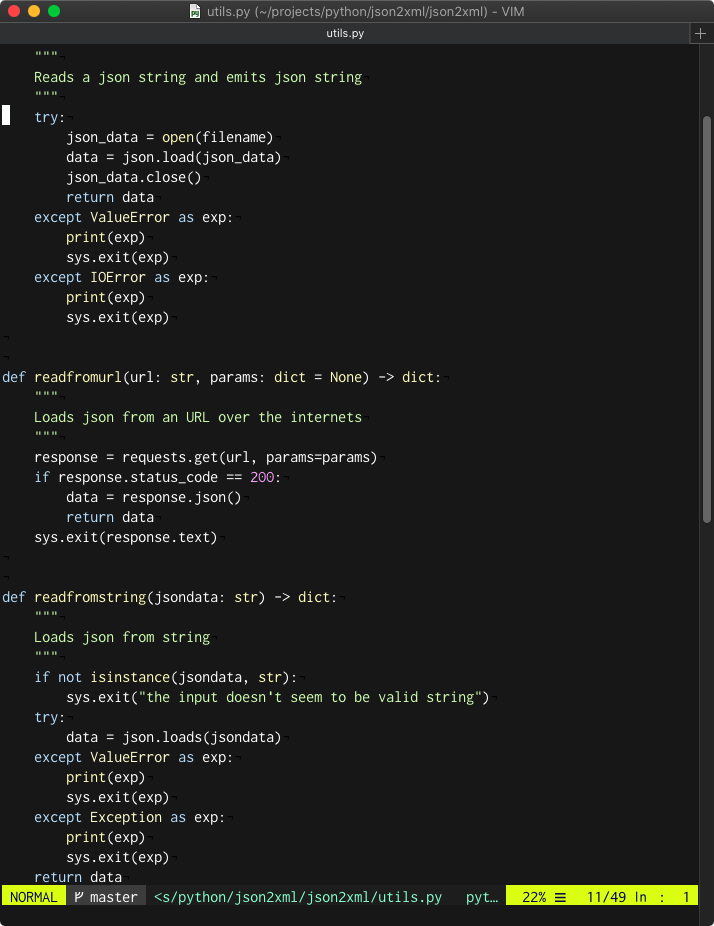 utils.py (~/projects/python/json2xml/json2xml) - VIM
utils.py
"""
Reads a json string and emits json string
"""
try:
json_data = open(filename)
data = json.load(json_data)
json_data.close()
return data
except ValueError as exp:
print(exp)
sys.exit(exp)
except IOError as exp:
print(exp)
sys.exit(exp)
def readfromurl(url: str, params: dict = None) -> dict:
"""
Loads json from an URL over the internets
"""
response = requests.get(url, params=params)
if response.status_code == 200:
data = response.json()
return data
sys.exit(response.text)
def readfromstring(jsondata: str) -> dict:
"""
Loads json from string
"""
if not isinstance(jsondata, str):
sys.exit("the input doesn't seem to be valid string")
try:
data = json.loads(jsondata)
except ValueError as exp:
print(exp)
sys.exit(exp)
except Exception as exp:
print(exp)
sys.exit(exp)
return data
NORMAL master <s/python/json2xml/json2xml/utils.py pyt… 22% ☰ 11/49 ln : 1